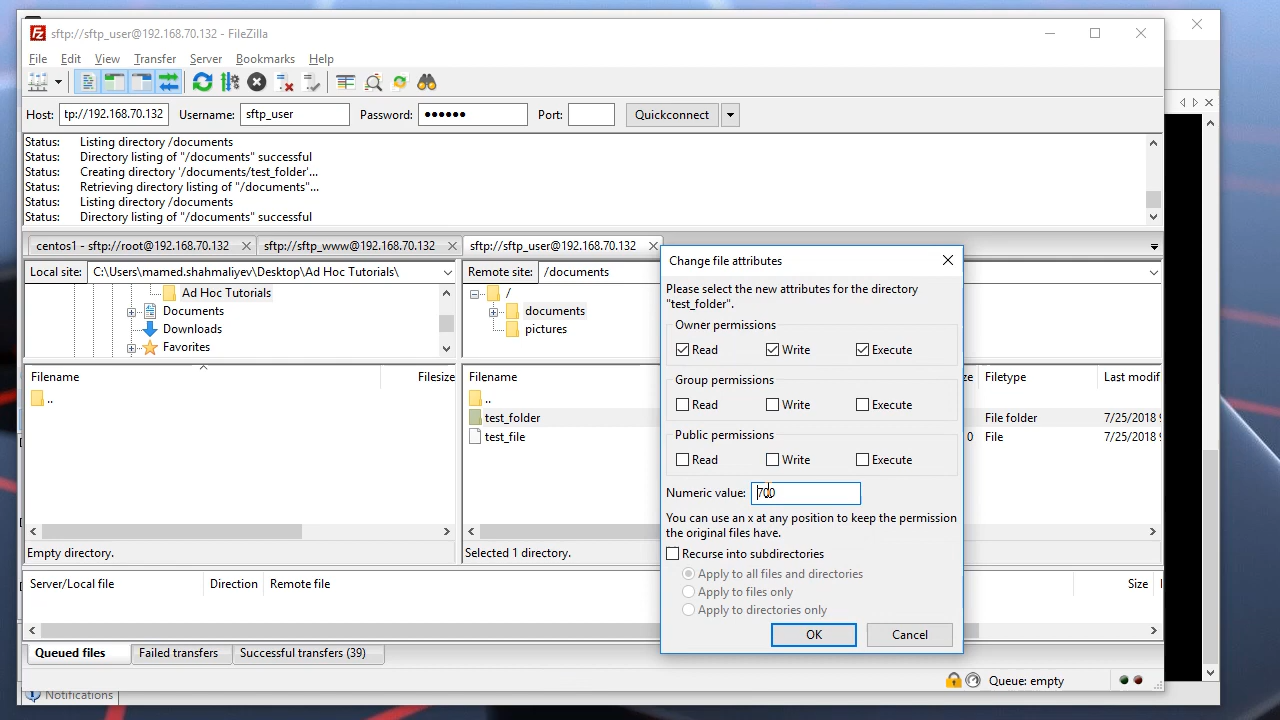 sftp://sftp_user@192.168.70.132 - FileZilla
File Edit View Transfer Server Bookmarks Help
Host: tp://192.168.70.132 Username: sftp_user Password: ●●●●●● Port: Quickconnect
Status: Listing directory /documents
Status: Directory listing of "/documents" successful
Status: Creating directory '/documents/test_folder'...
Status: Retrieving directory listing of "/documents"...
Status: Listing directory /documents
Status: Directory listing of "/documents" successful
centos1 - sftp://root@192.168.70.132 sftp://sftp_www@192.168.70.132 sftp://sftp_user@192.168.70.132
Local site: C:\Users\mamed.shahmaliyev\Desktop\Ad Hoc Tutorials\
Ad Hoc Tutorials
Documents
Downloads
Favorites
Filename Filesize
..
Empty directory.
Remote site: /documents
/
documents
pictures
Filename ze Filetype Last modif
..
test_folder File folder 7/25/2018 9
test_file 0 File 7/25/2018 9
Selected 1 directory.
Change file attributes
Please select the new attributes for the directory
"test_folder".
Owner permissions
Read Write Execute
Group permissions
Read Write Execute
Public permissions
Read Write Execute
Numeric value: 700
You can use an x at any position to keep the permission
the original files have.
Recurse into subdirectories
Apply to all files and directories
Apply to files only
Apply to directories only
OK Cancel
Server/Local file Direction Remote file Size
Queued files Failed transfers Successful transfers (39)
Queue: empty
Notifications